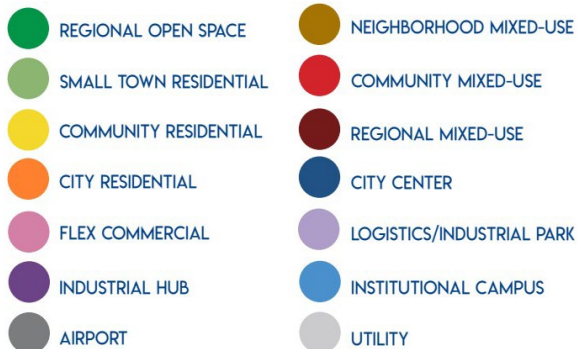 REGIONAL OPEN SPACE
SMALL TOWN RESIDENTIAL
COMMUNITY RESIDENTIAL
CITY RESIDENTIAL
FLEX COMMERCIAL
INDUSTRIAL HUB
AIRPORT
NEIGHBORHOOD MIXED-USE
COMMUNITY MIXED-USE
REGIONAL MIXED-USE
CITY CENTER
LOGISTICS/INDUSTRIAL PARK
INSTITUTIONAL CAMPUS
UTILITY